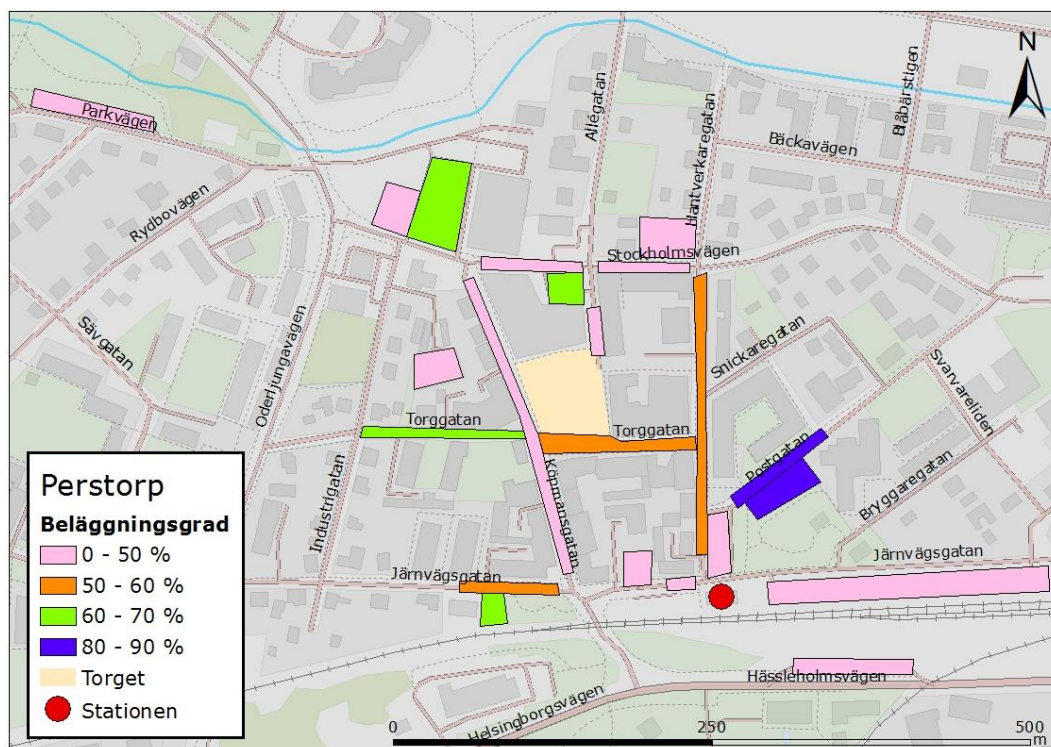 N
Parkvägen
Allégatan
Hantverkaregatan
Blåbärstigen
Bäckavägen
Rydbovägen
Stockholmsvägen
Sävgatan
Oderljungavägen
Snickaregatan
Svarvareliden
Torggatan
Torggatan
Postgatan
Bryggaregatan
Industrigatan
Köpmansgatan
Järnvägsgatan
Järnvägsgatan
Hässleholmsvägen
Helsingborgsvägen
Perstorp
Beläggningsgrad
0 - 50 %
50 - 60 %
60 - 70 %
80 - 90 %
Torget
Stationen
0 250 500
m